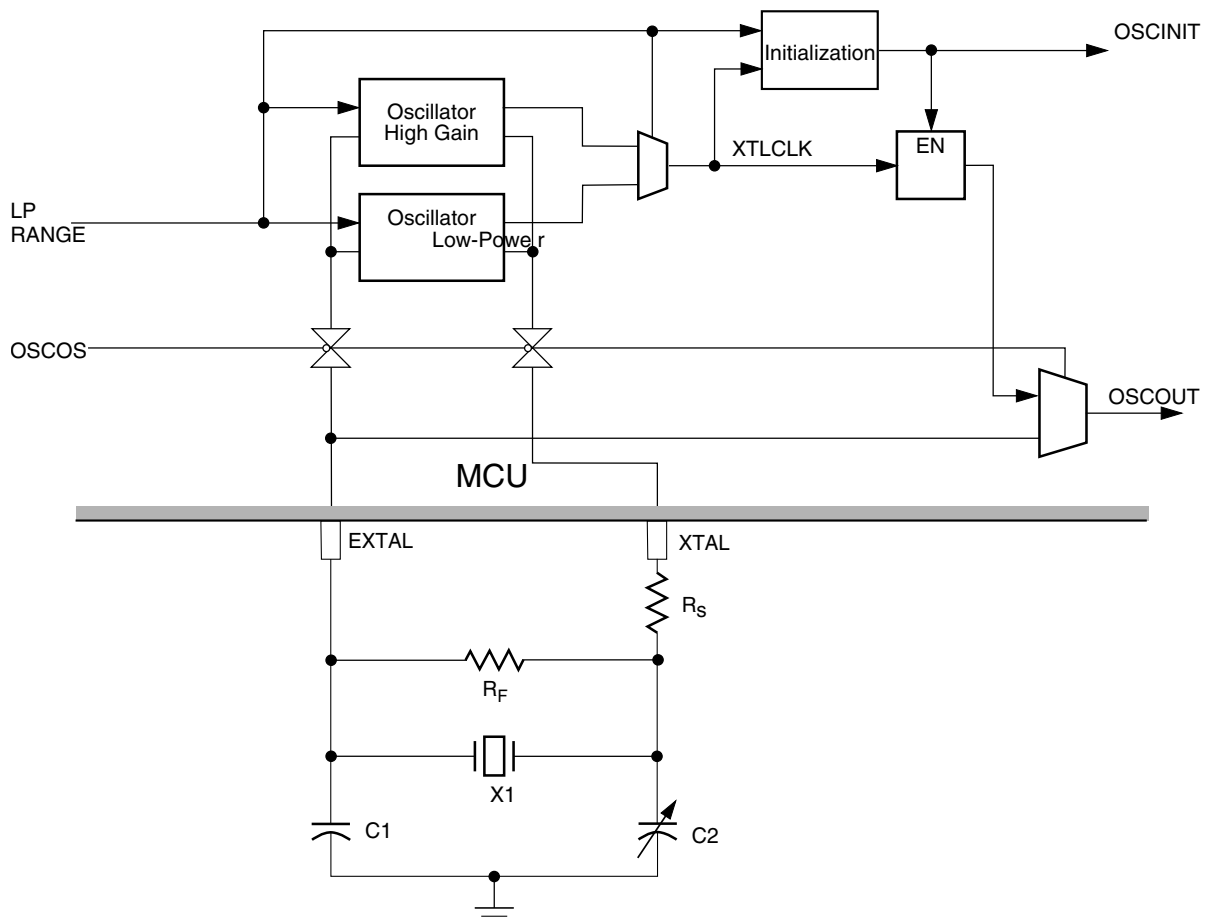 OSCINIT
Initialization
Oscillator
High Gain
EN
XTLCLK
LP
RANGE
Oscillator
Low-Power
OSCOS
OSCOUT
MCU
EXTAL
XTAL
RS
RF
X1
C1
C2